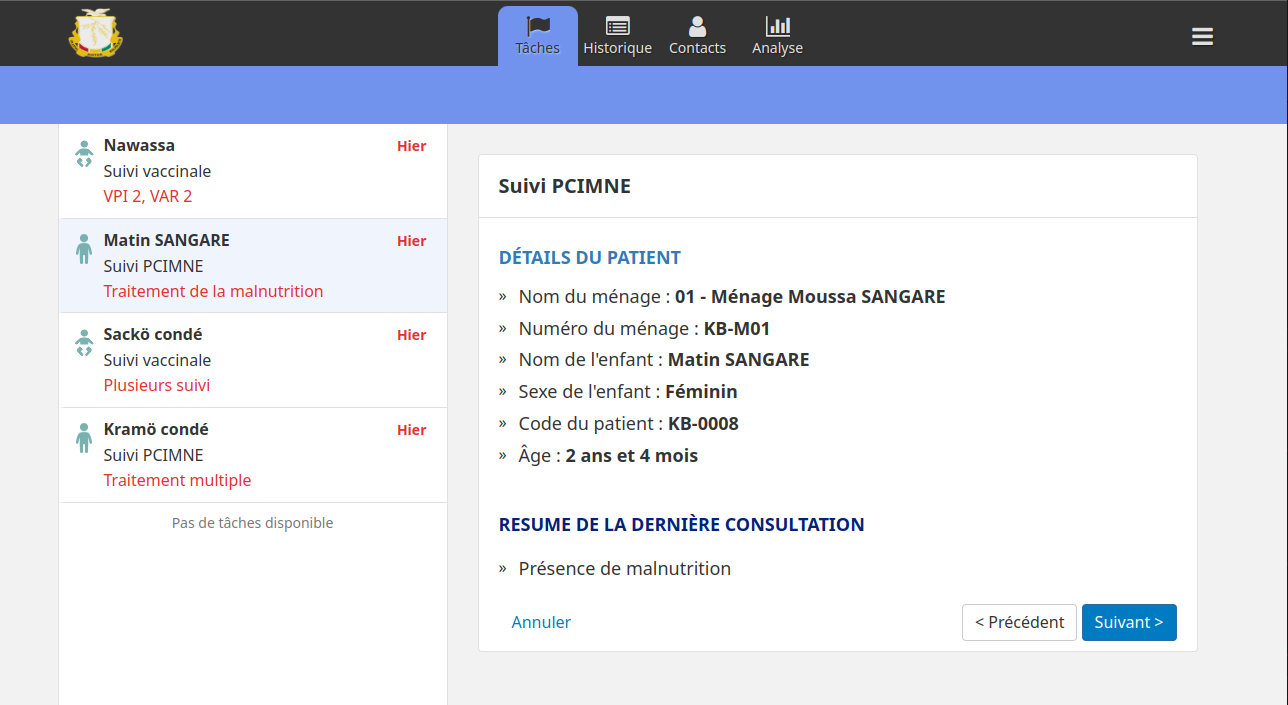 Tâches
Historique
Contacts
Analyse
Nawassa
Hier
Suivi vaccinale
VPI 2, VAR 2
Matin SANGARE
Hier
Suivi PCIMNE
Traitement de la malnutrition
Sackö condé
Hier
Suivi vaccinale
Plusieurs suivi
Kramö condé
Hier
Suivi PCIMNE
Traitement multiple
Pas de tâches disponible
Suivi PCIMNE
DÉTAILS DU PATIENT
» Nom du ménage : 01 - Ménage Moussa SANGARE
» Numéro du ménage : KB-M01
» Nom de l'enfant : Matin SANGARE
» Sexe de l'enfant : Féminin
» Code du patient : KB-0008
» Âge : 2 ans et 4 mois
RESUME DE LA DERNIÈRE CONSULTATION
» Présence de malnutrition
Annuler
< Précédent
Suivant >